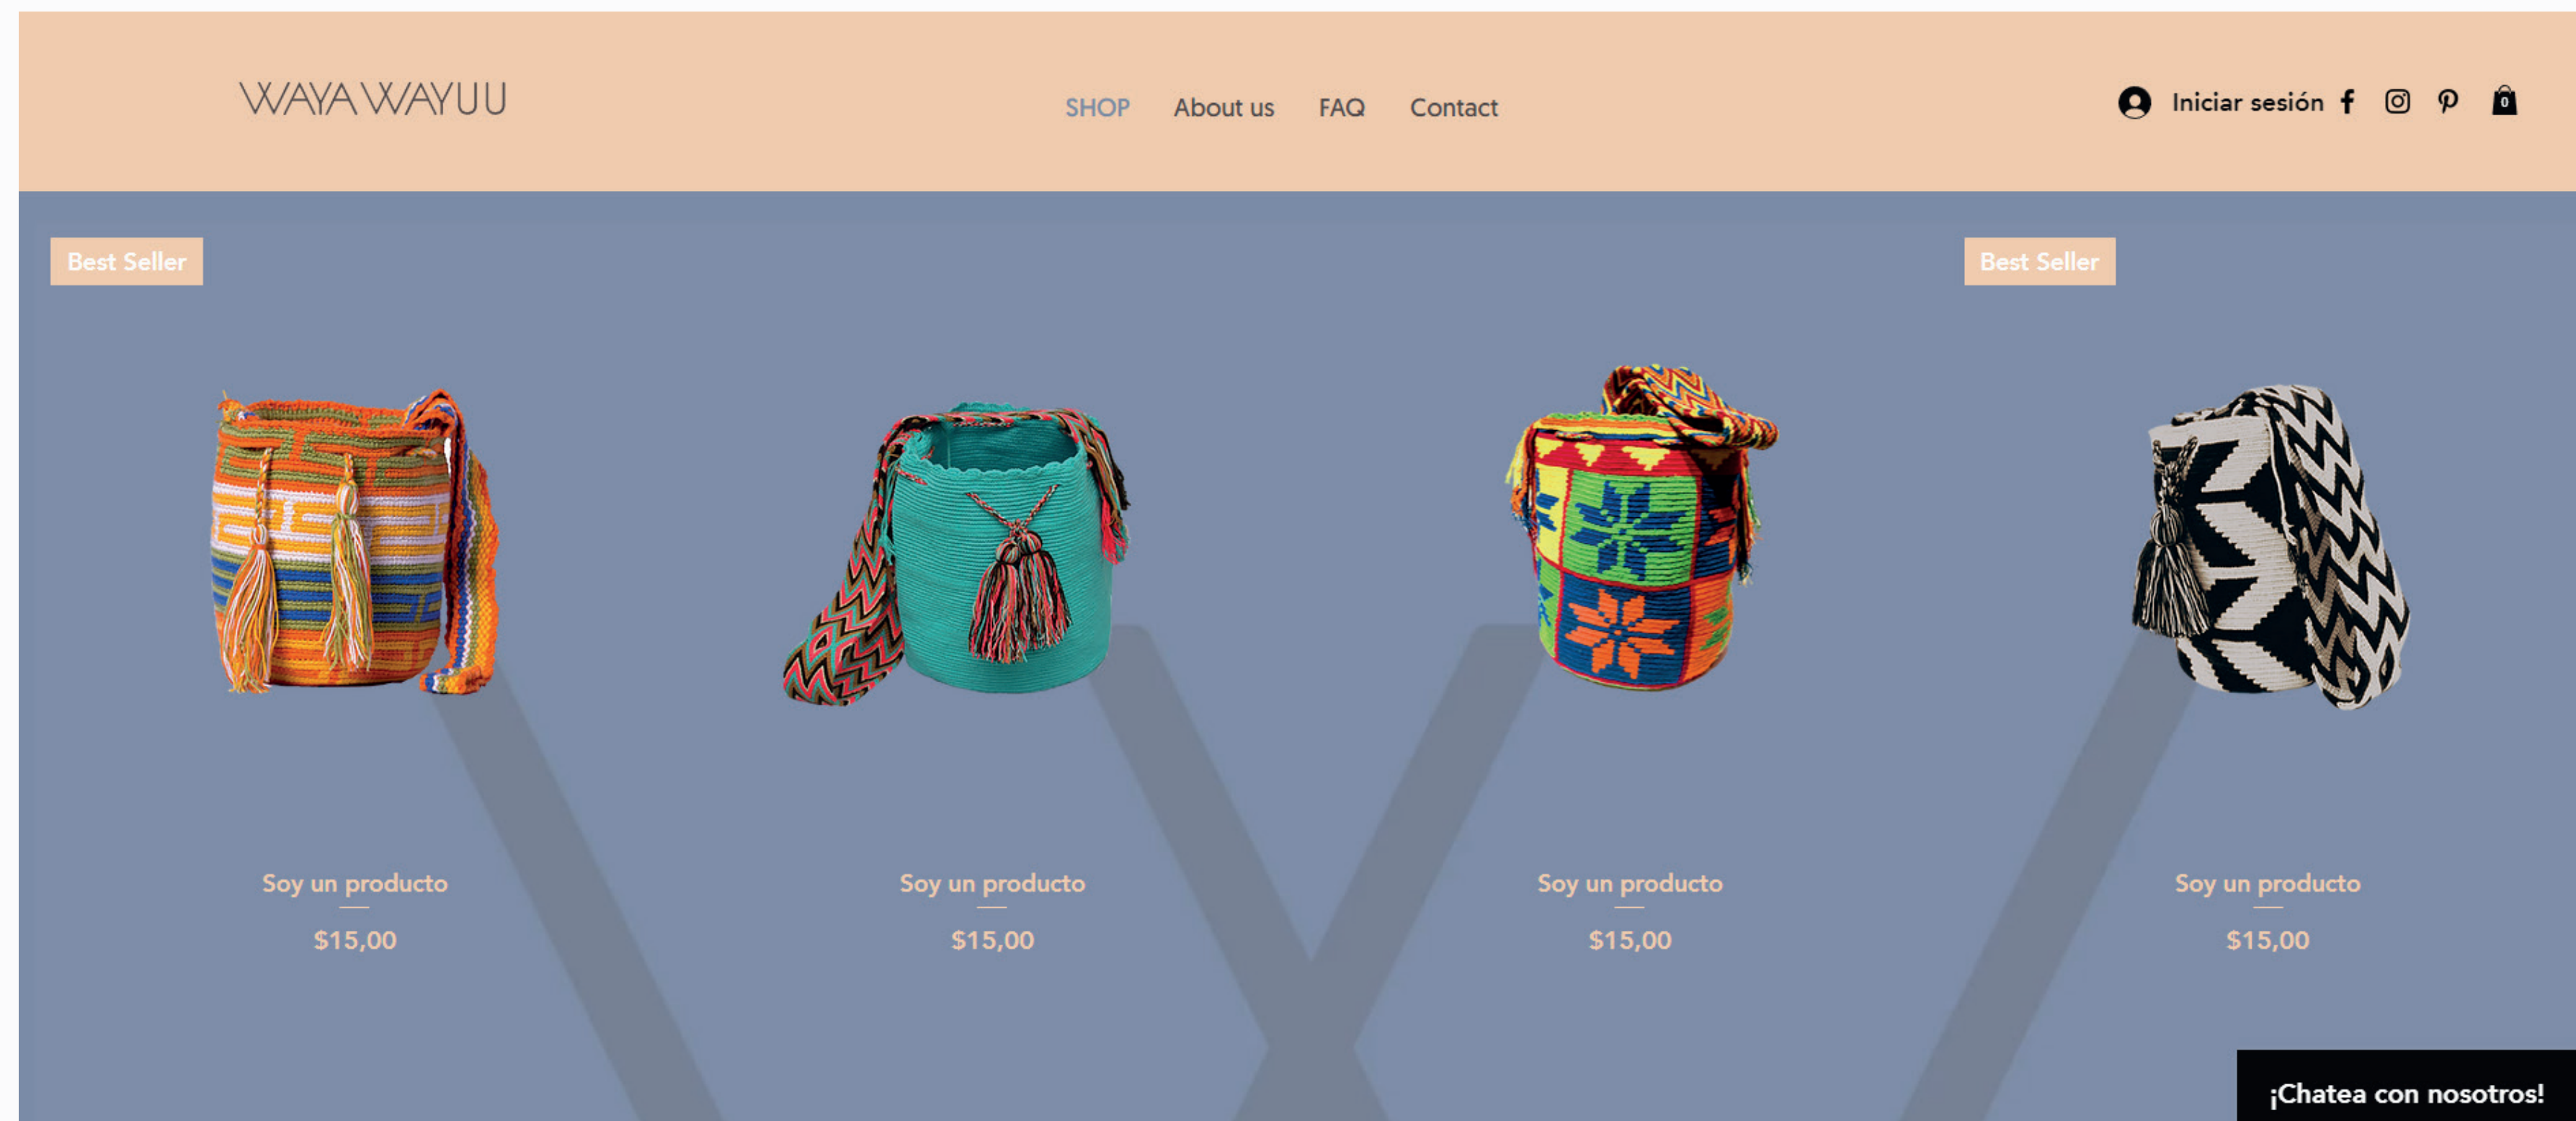 WAYA WAYUU
SHOP About us FAQ Contact
Iniciar sesión 0
Best Seller
Best Seller
Soy un producto
$15,00
Soy un producto
$15,00
Soy un producto
$15,00
Soy un producto
$15,00
¡Chatea con nosotros!